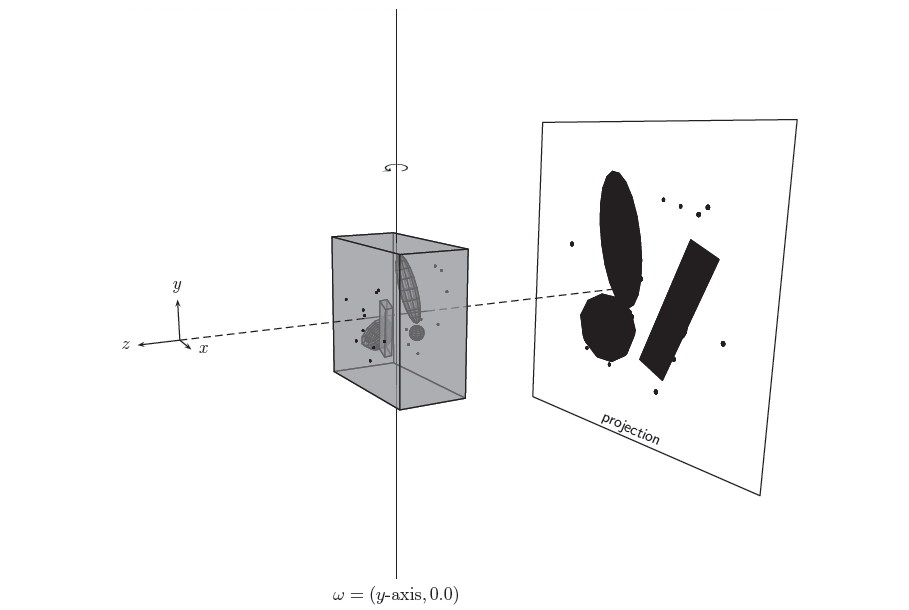 y
z
x
projection
ω = (y-axis, 0.0)